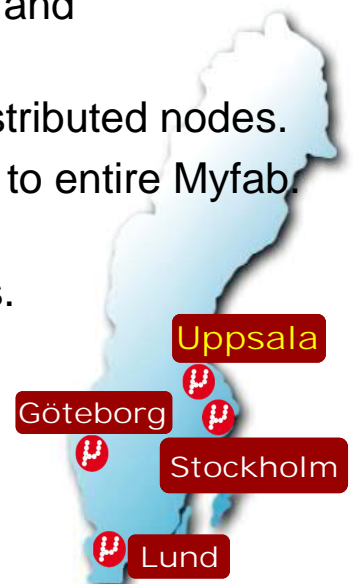 and
stributed nodes.
to entire Myfab.
s.
Uppsala
Göteborg
Stockholm
Lund